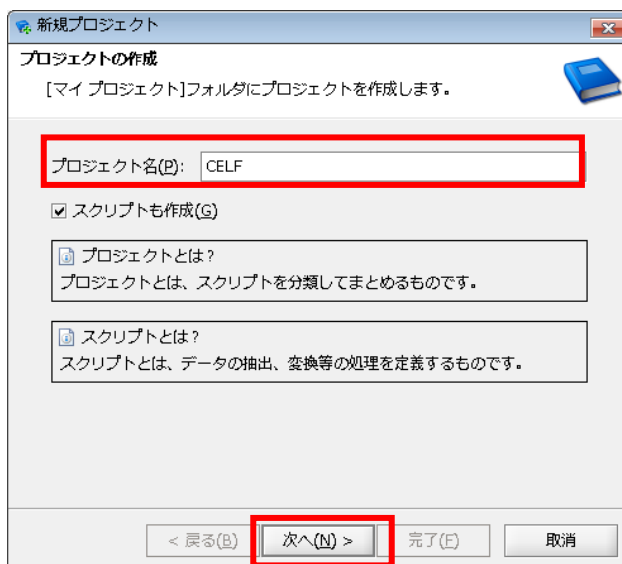 新規プロジェクト
プロジェクトの作成
[マイ プロジェクト]フォルダにプロジェクトを作成します。
プロジェクト名(P): CELF
スクリプトも作成(G)
プロジェクトとは?
プロジェクトとは、スクリプトを分類してまとめるものです。
スクリプトとは?
スクリプトとは、データの抽出、変換等の処理を定義するものです。
< 戻る(B) 次へ(N) > 完了(F) 取消